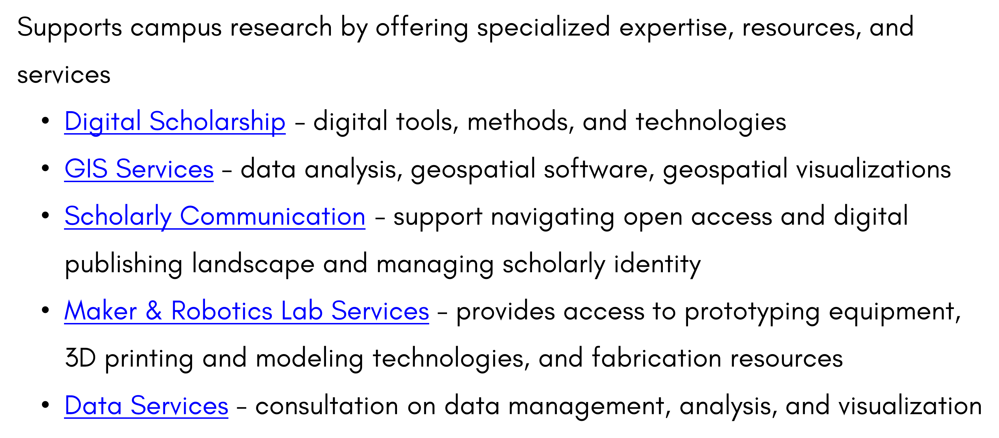 Supports campus research by offering specialized expertise, resources, and
services
• Digital Scholarship – digital tools, methods, and technologies
• GIS Services – data analysis, geospatial software, geospatial visualizations
• Scholarly Communication – support navigating open access and digital
publishing landscape and managing scholarly identity
• Maker & Robotics Lab Services – provides access to prototyping equipment,
3D printing and modeling technologies, and fabrication resources
• Data Services – consultation on data management, analysis, and visualization